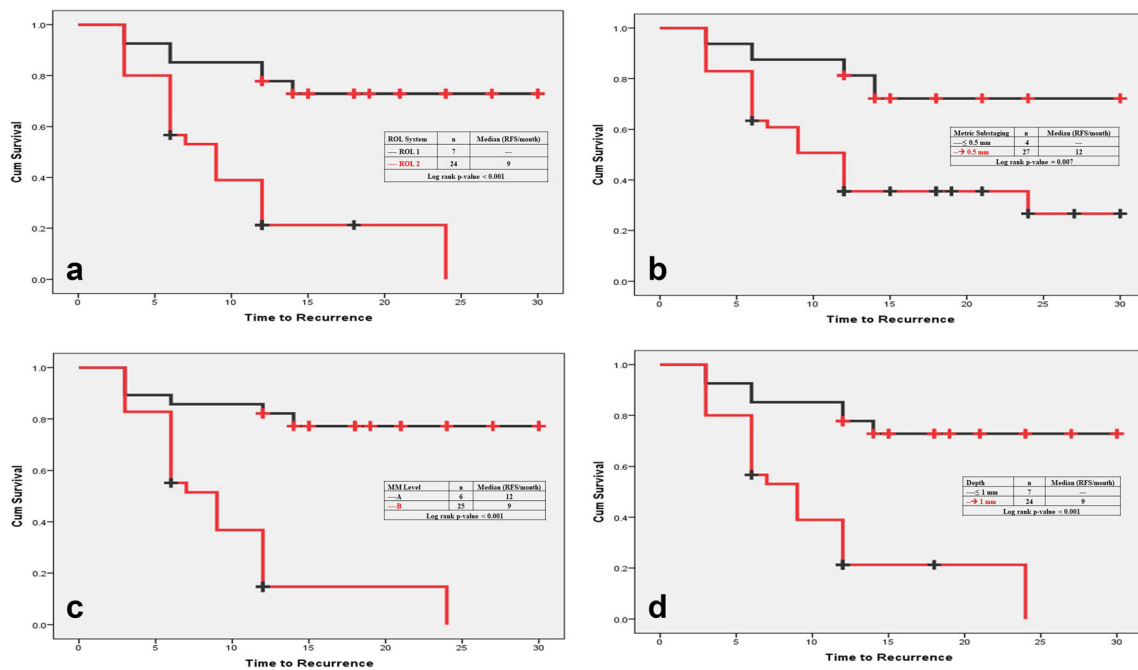 1.0
0.8
0.6
0.4
0.2
0.0
Cum Survival
0 5 10 15 20 25 30
Time to Recurrence
ROL System n Median (RFS/month)
---- ROL 1 7 ---
---- ROL 2 24 9
Log rank p-value < 0.001
a
1.0
0.8
0.6
0.4
0.2
0.0
Cum Survival
0 5 10 15 20 25 30
Time to Recurrence
Metric Substaging n Median (RFS/month)
----≤ 0.5 mm 4 ---
--→ 0.5 mm 27 12
Log rank p-value = 0.007
b
1.0
0.8
0.6
0.4
0.2
0.0
Cum Survival
0 5 10 15 20 25 30
Time to Recurrence
MM Level n Median (RFS/month)
----A 6 12
----B 25 9
Log rank p-value < 0.001
c
1.0
0.8
0.6
0.4
0.2
0.0
Cum Survival
0 5 10 15 20 25 30
Time to Recurrence
Depth n Median (RFS/month)
----≤ 1 mm 7 ---
--→ 1 mm 24 9
Log rank p-value < 0.001
d